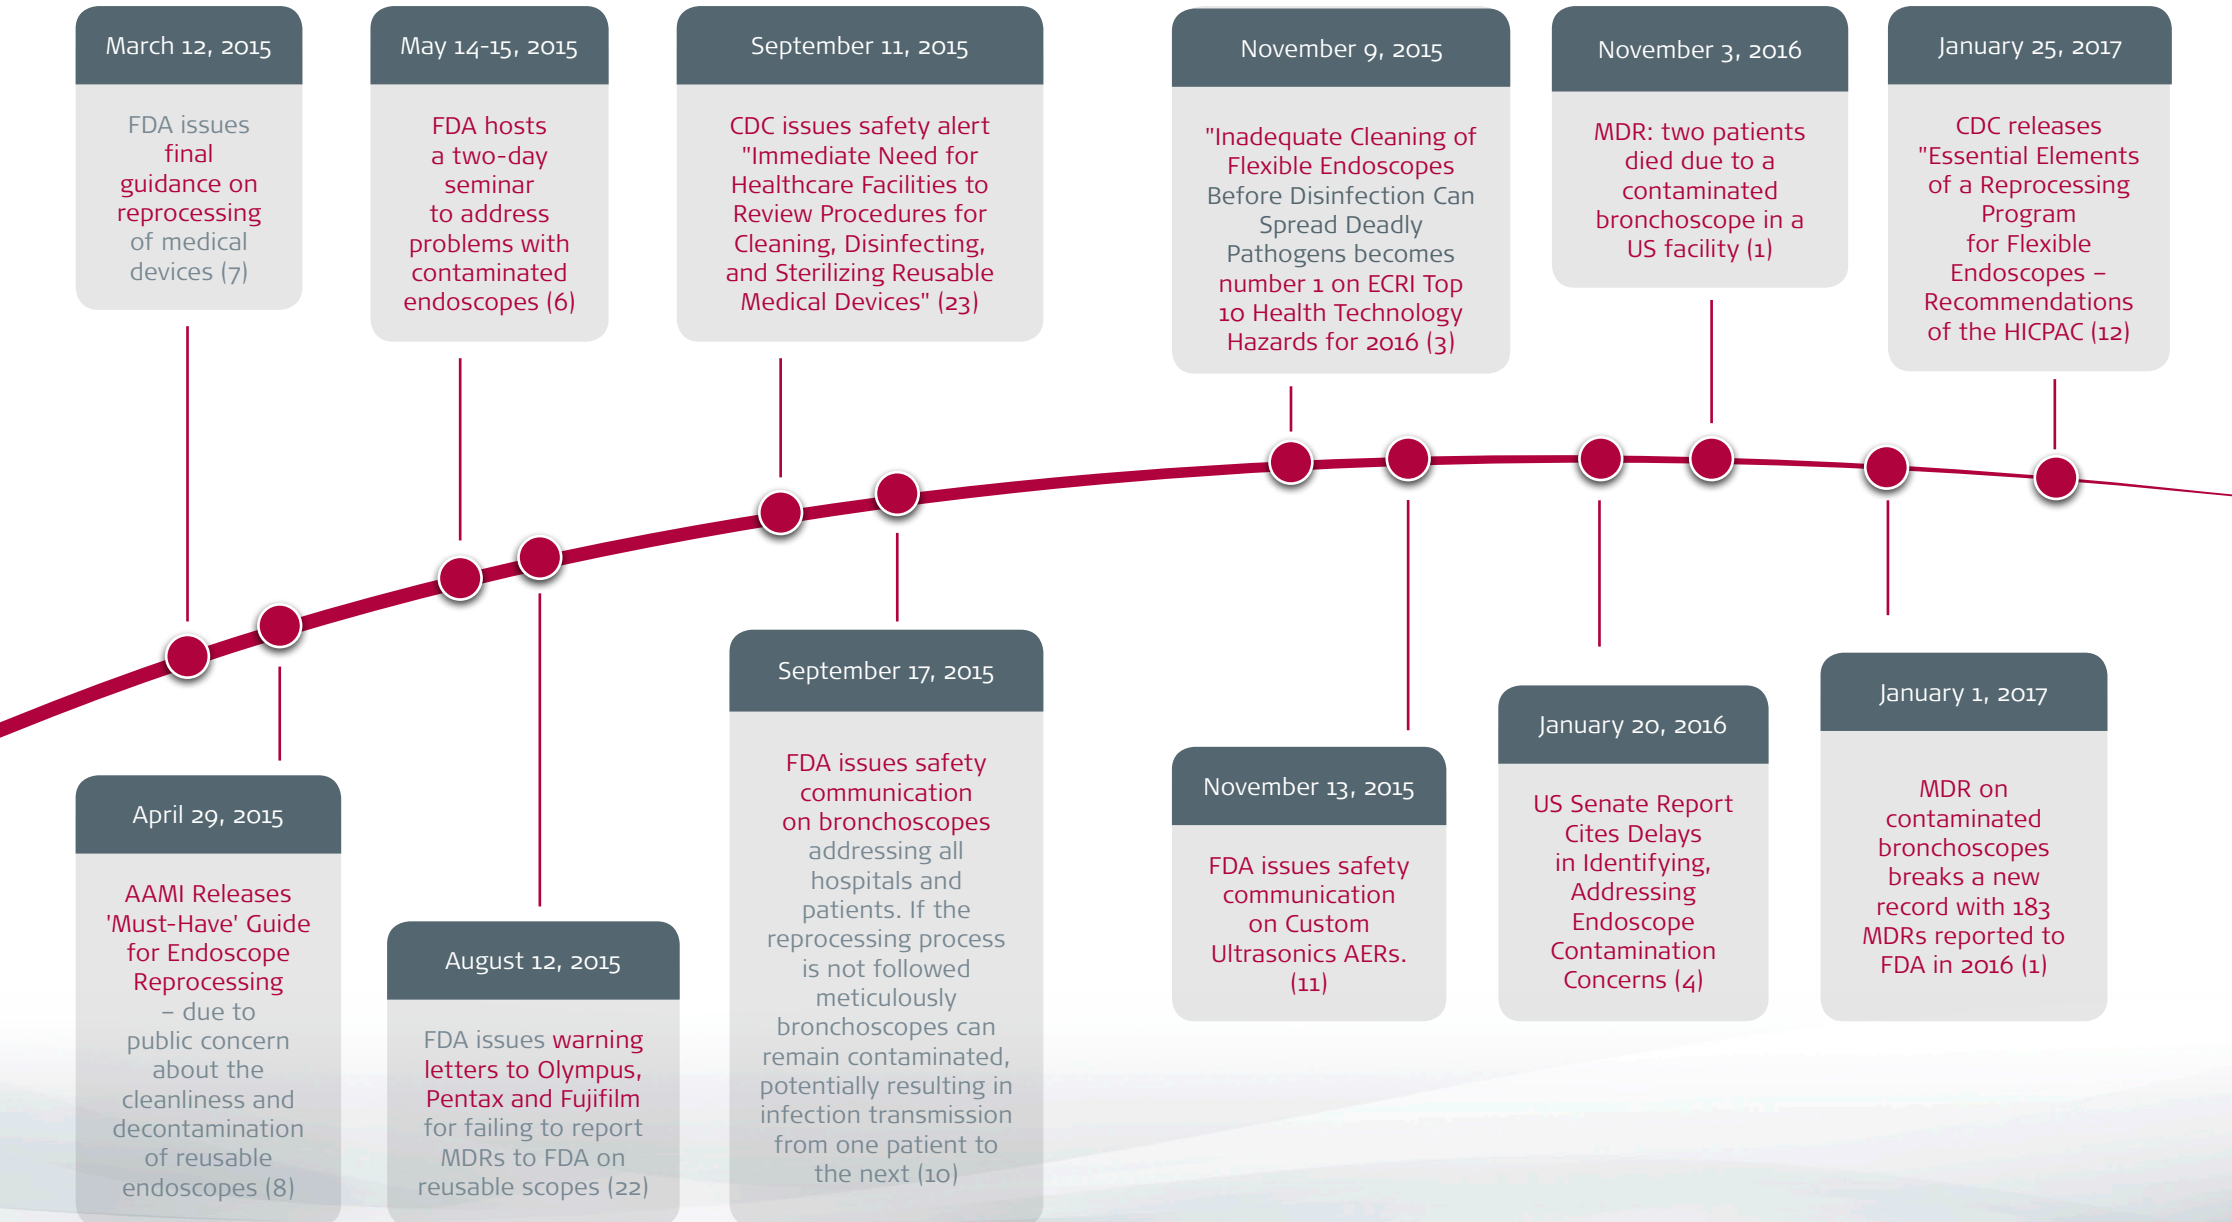 March 12, 2015
FDA issues
final
guidance on
reprocessing
of medical
devices (7)
May 14-15, 2015
FDA hosts
a two-day
seminar
to address
problems with
contaminated
endoscopes (6)
September 11, 2015
CDC issues safety alert
"Immediate Need for
Healthcare Facilities to
Review Procedures for
Cleaning, Disinfecting,
and Sterilizing Reusable
Medical Devices" (23)
November 9, 2015
"Inadequate Cleaning of
Flexible Endoscopes
Before Disinfection Can
Spread Deadly
Pathogens becomes
number 1 on ECRI Top
10 Health Technology
Hazards for 2016 (3)
November 3, 2016
MDR: two patients
died due to a
contaminated
bronchoscope in a
US facility (1)
January 25, 2017
CDC releases
"Essential Elements
of a Reprocessing
Program
for Flexible
Endoscopes –
Recommendations
of the HICPAC (12)
April 29, 2015
AAMI Releases
'Must-Have' Guide
for Endoscope
Reprocessing
– due to
public concern
about the
cleanliness and
decontamination
of reusable
endoscopes (8)
August 12, 2015
FDA issues warning
letters to Olympus,
Pentax and Fujifilm
for failing to report
MDRs to FDA on
reusable scopes (22)
September 17, 2015
FDA issues safety
communication
on bronchoscopes
addressing all
hospitals and
patients. If the
reprocessing process
is not followed
meticulously
bronchoscopes can
remain contaminated,
potentially resulting in
infection transmission
from one patient to
the next (10)
November 13, 2015
FDA issues safety
communication
on Custom
Ultrasonics AERs.
(11)
January 20, 2016
US Senate Report
Cites Delays
in Identifying,
Addressing
Endoscope
Contamination
Concerns (4)
January 1, 2017
MDR on
contaminated
bronchoscopes
breaks a new
record with 183
MDRs reported to
FDA in 2016 (1)